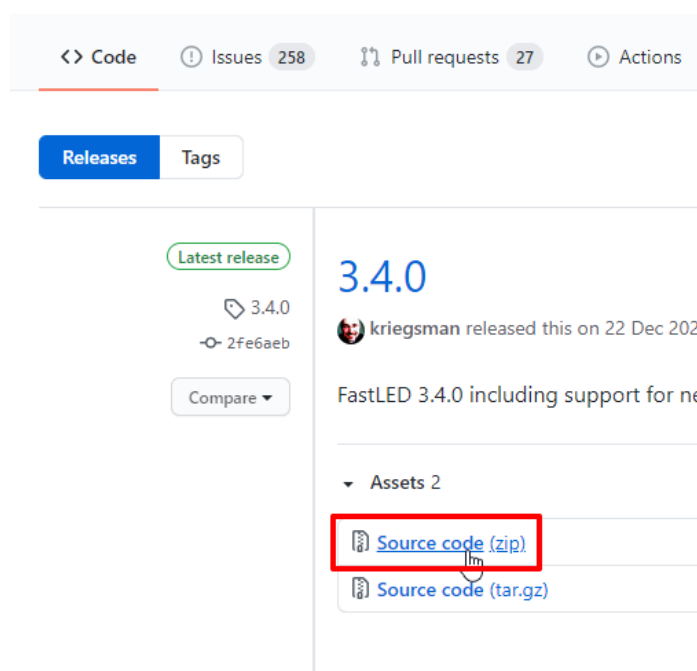 Code Issues 258 Pull requests 27 Actions
Releases Tags
Latest release
3.4.0
2fe6aeb
Compare
3.4.0
kriegsman released this on 22 Dec 202
FastLED 3.4.0 including support for ne
Assets 2
Source code (zip)
Source code (tar.gz)